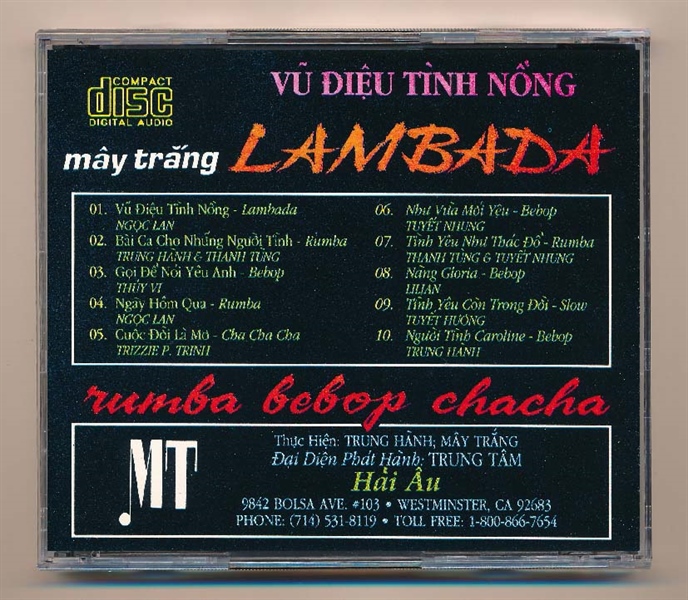 COMPACT
disc
DIGITAL AUDIO
VŨ ĐIỆU TÌNH NỒNG
mây trắng LAMBADA
01. Vũ Điệu Tình Nồng - Lambada
NGỌC LAN
02. Bài Ca Cho Những Người Tình - Rumba
TRUNG HÀNH & THANH TÙNG
03. Gọi Để Nói Yêu Anh - Bebop
THÚY VI
04. Ngày Hôm Qua - Rumba
NGỌC LAN
05. Cuộc Đời Là Mơ - Cha Cha Cha
TRIZZIE P. TRINH
06. Như Vừa Mới Yêu - Bebop
TUYẾT NHUNG
07. Tình Yêu Như Thác Đổ - Rumba
THANH TÙNG & TUYẾT NHUNG
08. Nàng Gloria - Bebop
LILIAN
09. Tình Yêu Còn Trong Đời - Slow
TUYẾT HƯƠNG
10. Người Tình Caroline - Bebop
TRUNG HÀNH
rumba bebop chacha
MT
Thực Hiện: TRUNG HÀNH; MÂY TRẮNG
Đại Diện Phát Hành: TRUNG TÂM
Hải Âu
9842 BOLSA AVE. #103 • WESTMINSTER, CA 92683
PHONE: (714) 531-8119 • TOLL FREE: 1-800-866-7654